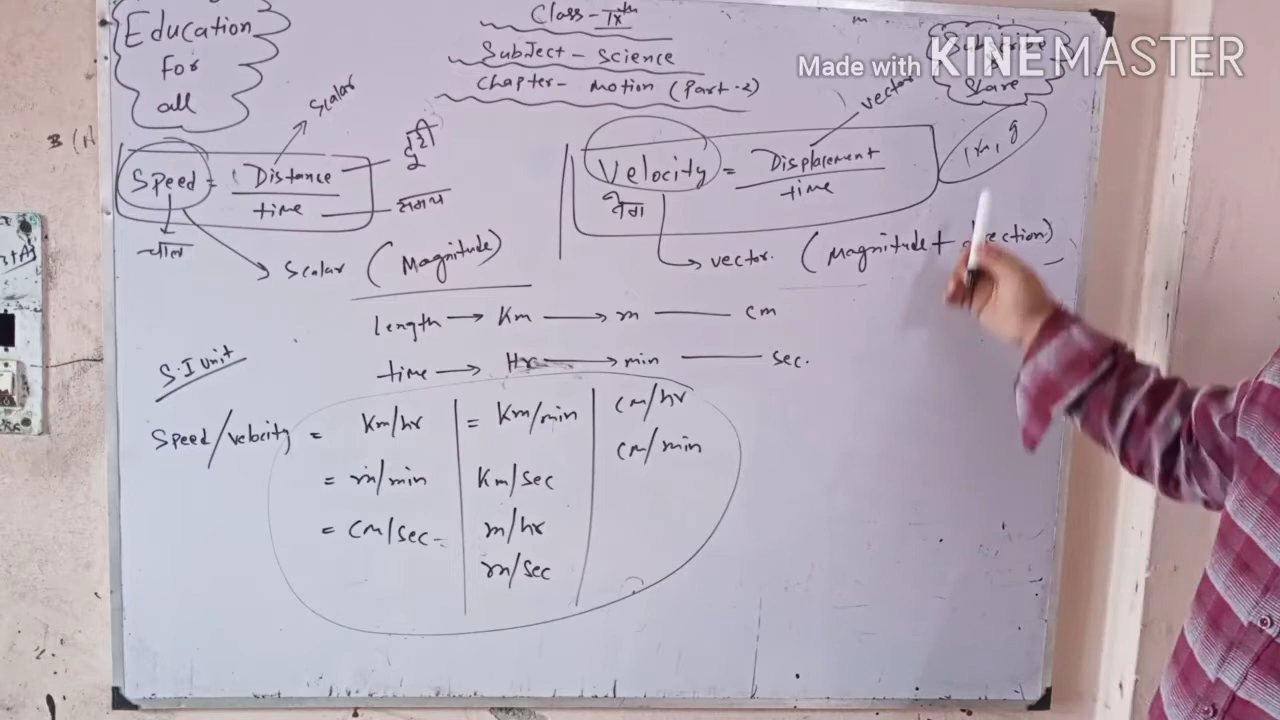 Education
For
all
Class - IXth
Subject - Science
Chapter - Motion (Part-2)
Made with KINEMASTER
Share
Scalar
vector
Speed = Distance / time
दूरी
समय
चाल
Scalar (Magnitude)
Velocity = Displacement / time
वेग
vector. (Magnitude + direction)
length → Km → m — cm
time → Hr → min — sec.
S.I unit
Speed/velocity = Km/hr = Km/min cm/hr
= m/min Km/sec cm/min
= cm/sec m/hr
m/sec